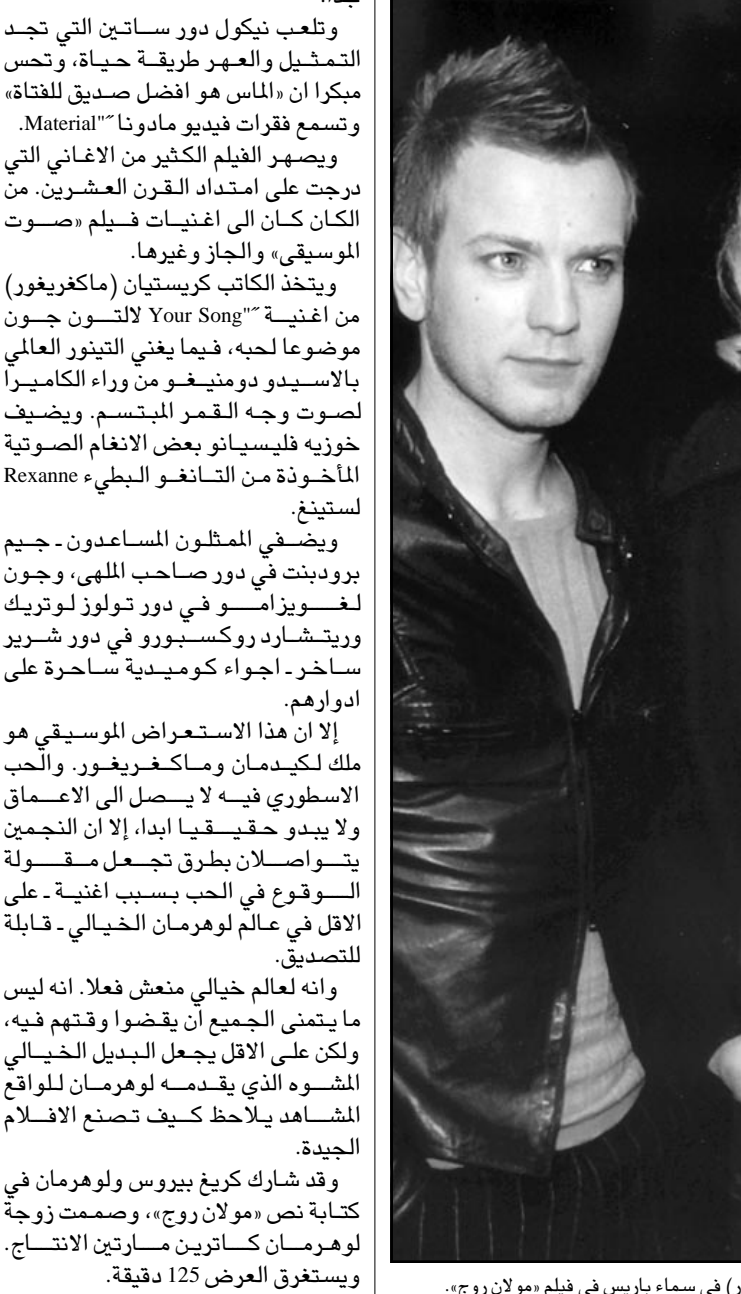 وتلعب نيكول دور ساتين التي تجد
التمثيل والعهر طريقة حياة، وتحس
مبكرا ان «الماس هو افضل صديق للفتاة»
وتسمع فقرات فيديو مادونا "Material.
ويصهر الفيلم الكثير من الاغاني التي
درجت على امتداد القرن العشرين. من
الكان كان الى اغنيات فيلم «صوت
الموسيقى» والجاز وغيرها.
ويتخذ الكاتب كريستيان (ماكغريغور)
من اغنية "Your Song لالتون جون
موضوعا لحبه، فيما يغني التينور العالمي
بالاسيدو دومنيغو من وراء الكاميرا
لصوت وجه القمر المبتسم. ويضيف
خوزيه فليسيانو بعض الانغام الصوتية
المأخوذة من التانغو البطيء Rexanne
لستينغ.
ويضفي الممثلون المساعدون ـ جيم
برودبنت في دور صاحب الملهى، وجون
لغويزامو في دور تولوز لوتريك
وريتشارد روكسبورو في دور شرير
ساخر ـ اجواء كوميدية ساحرة على
ادوارهم.
إلا ان هذا الاستعراض الموسيقي هو
ملك لكيدمان وماكغريغور. والحب
الاسطوري فيه لا يصل الى الاعماق
ولا يبدو حقيقيا ابدا، إلا ان النجمين
يتواصلان بطرق تجعل مقولة
الوقوع في الحب بسبب اغنية ـ على
الاقل في عالم لوهرمان الخيالي ـ قابلة
للتصديق.
وانه لعالم خيالي منعش فعلا. انه ليس
ما يتمنى الجميع أن يقضوا وقتهم فيه،
ولكن على الاقل يجعل البديل الخيالي
المشوه الذي يقدمه لوهرمان للواقع
المشاهد يلاحظ كيف تصنع الافلام
الجيدة.
وقد شارك كريغ بيروس ولوهرمان في
كتابة نص «مولان روج»، وصممت زوجة
لوهرمان كاترين مارتين الانتاج.
ويستغرق العرض 125 دقيقة.
ر) في سماء باريس في فيلم «مولان روج».